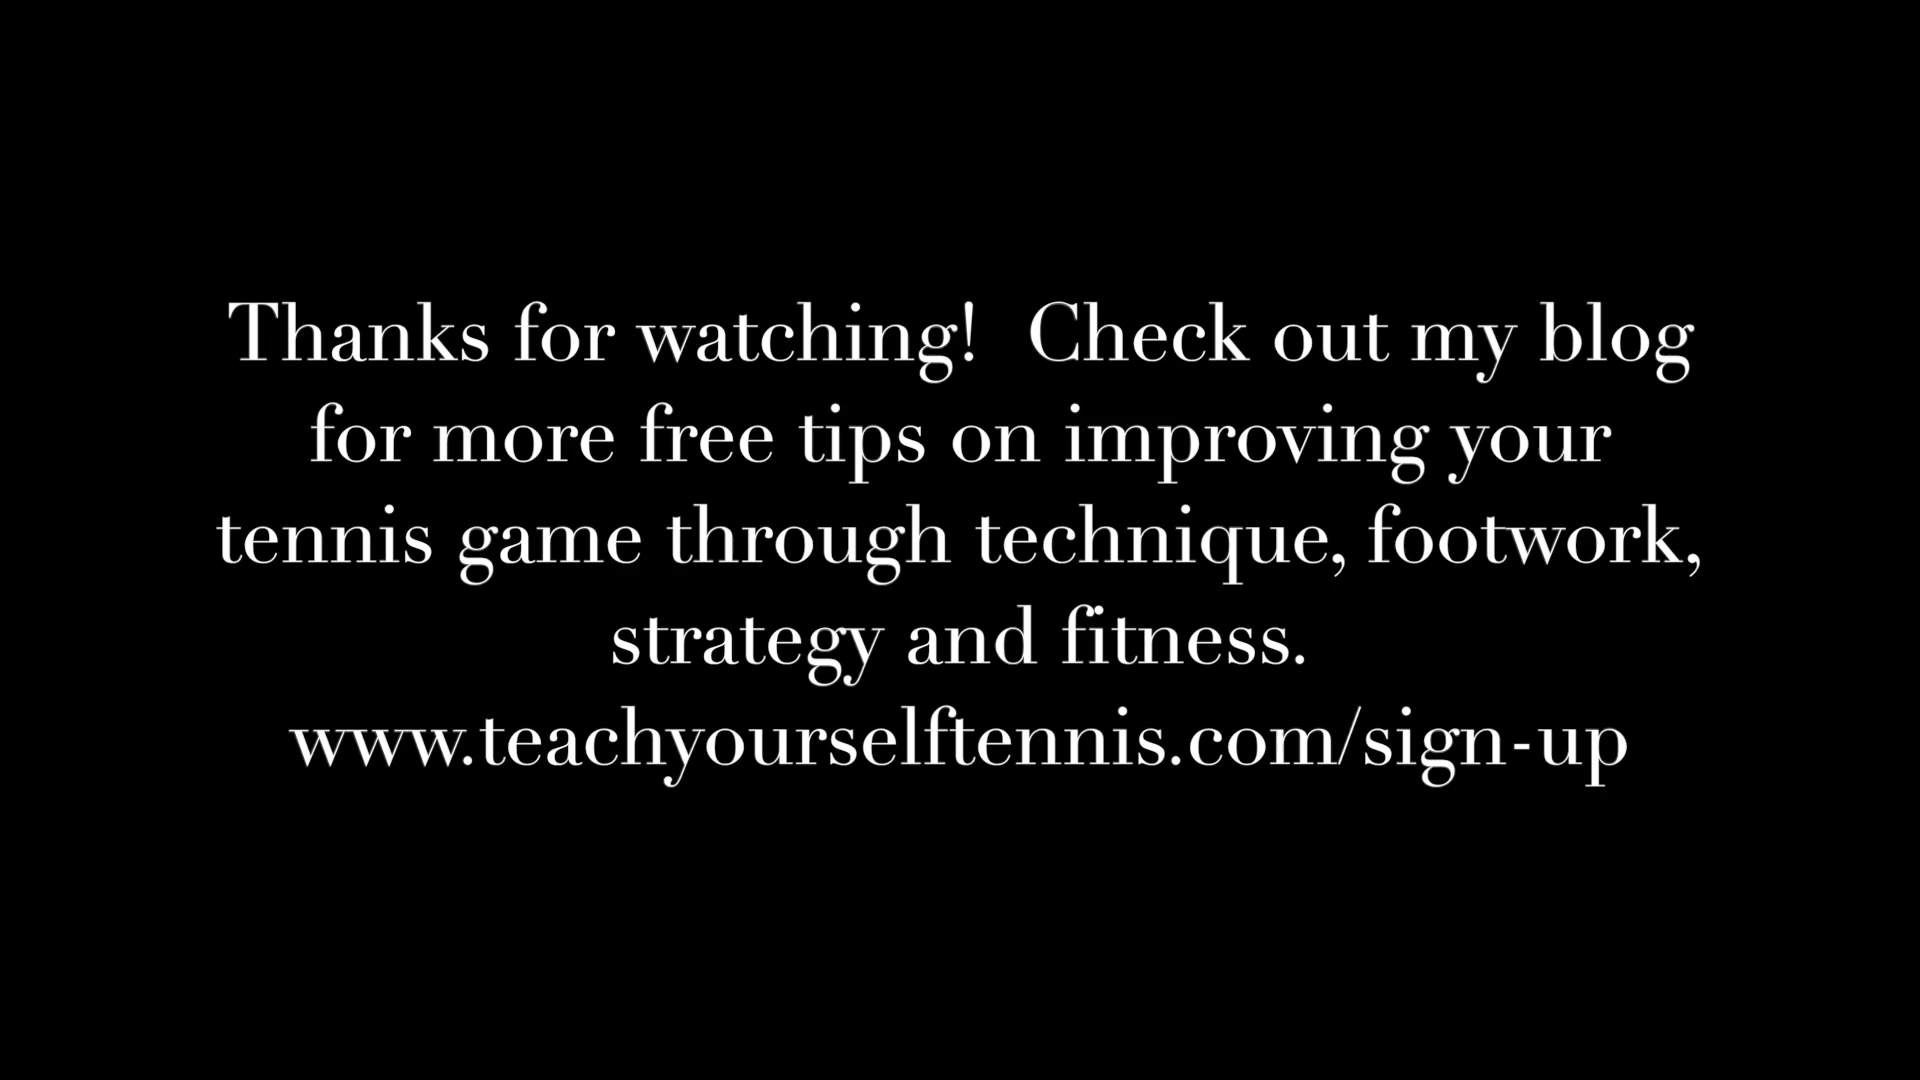 Thanks for watching!  Check out my blog
for more free tips on improving your
tennis game through technique, footwork,
strategy and fitness.
www.teachyourselftennis.com/sign-up